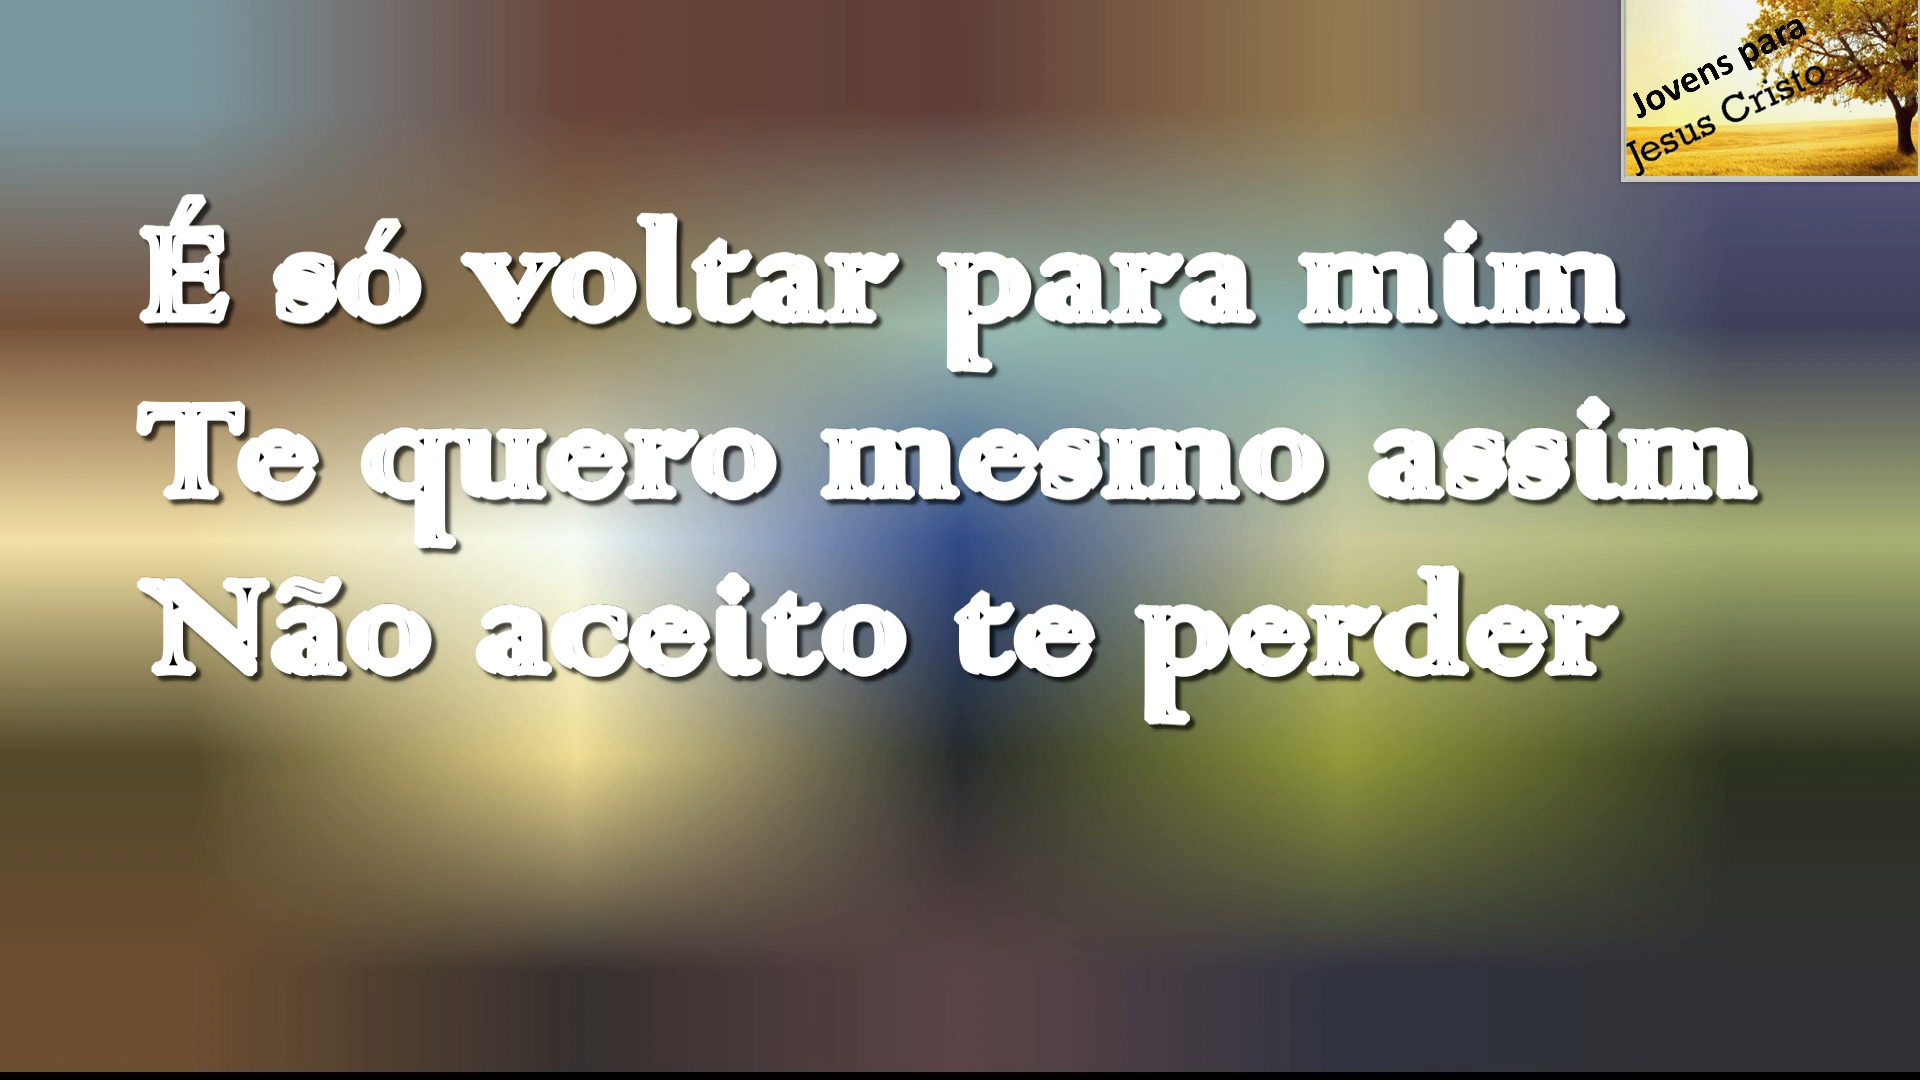 Jovens para
Jesus Cristo
É só voltar para mim
Te quero mesmo assim
Não aceito te perder